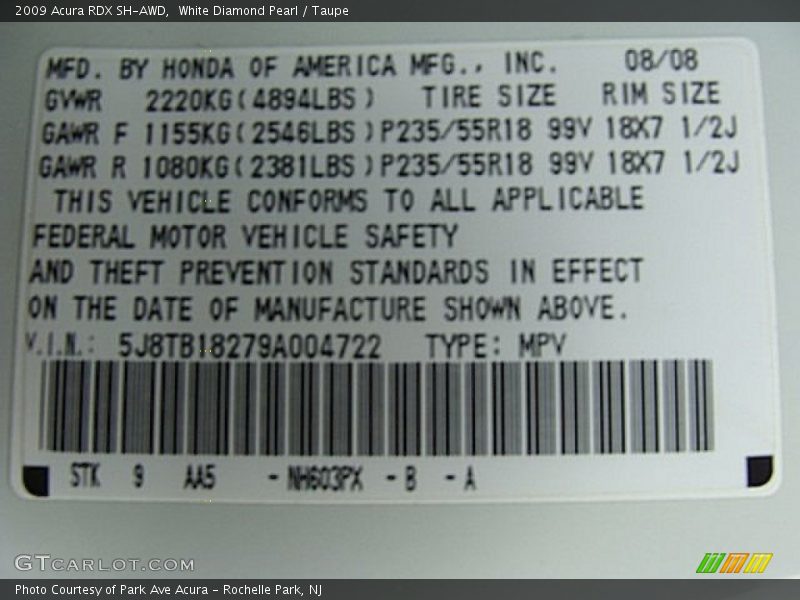 2009 Acura RDX SH-AWD,  White Diamond Pearl / Taupe
MFD. BY HONDA OF AMERICA MFG., INC. 08/08
GVWR 2220KG(4894LBS) TIRE SIZE RIM SIZE
GAWR F 1155KG(2546LBS)P235/55R18 99V 18X7 1/2J
GAWR R 1080KG(2381LBS)P235/55R18 99V 18X7 1/2J
THIS VEHICLE CONFORMS TO ALL APPLICABLE
FEDERAL MOTOR VEHICLE SAFETY
AND THEFT PREVENTION STANDARDS IN EFFECT
ON THE DATE OF MANUFACTURE SHOWN ABOVE.
V.I.N.: 5J8TB18279A004722 TYPE: MPV
STK 9 AA5 - NH603PX - B - A
GTCARLOT.COM
Photo Courtesy of Park Ave Acura - Rochelle Park, NJ